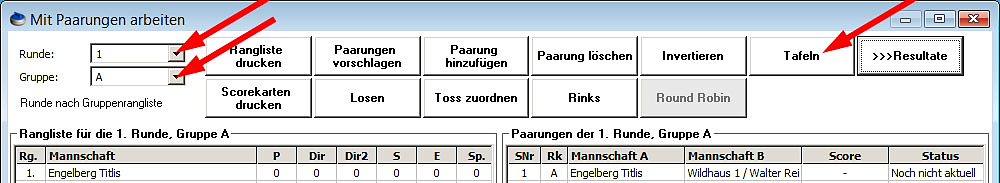 Mit Paarungen arbeiten
Runde: 1
Gruppe: A
Runde nach Gruppenrangliste
Rangliste drucken
Paarungen vorschlagen
Paarung hinzufügen
Paarung löschen
Invertieren
Tafeln
>>>Resultate
Scorekarten drucken
Losen
Toss zuordnen
Rinks
Round Robin
Rangliste für die 1. Runde, Gruppe A
Rg. Mannschaft P Dir Dir2 S E Sp.
1. Engelberg Titlis 0 0 0 0 0 0
Paarungen der 1. Runde, Gruppe A
SNr Rk Mannschaft A Mannschaft B Score Status
1 A Engelberg Titlis Wildhaus 1 / Walter Rei - Noch nicht aktuell